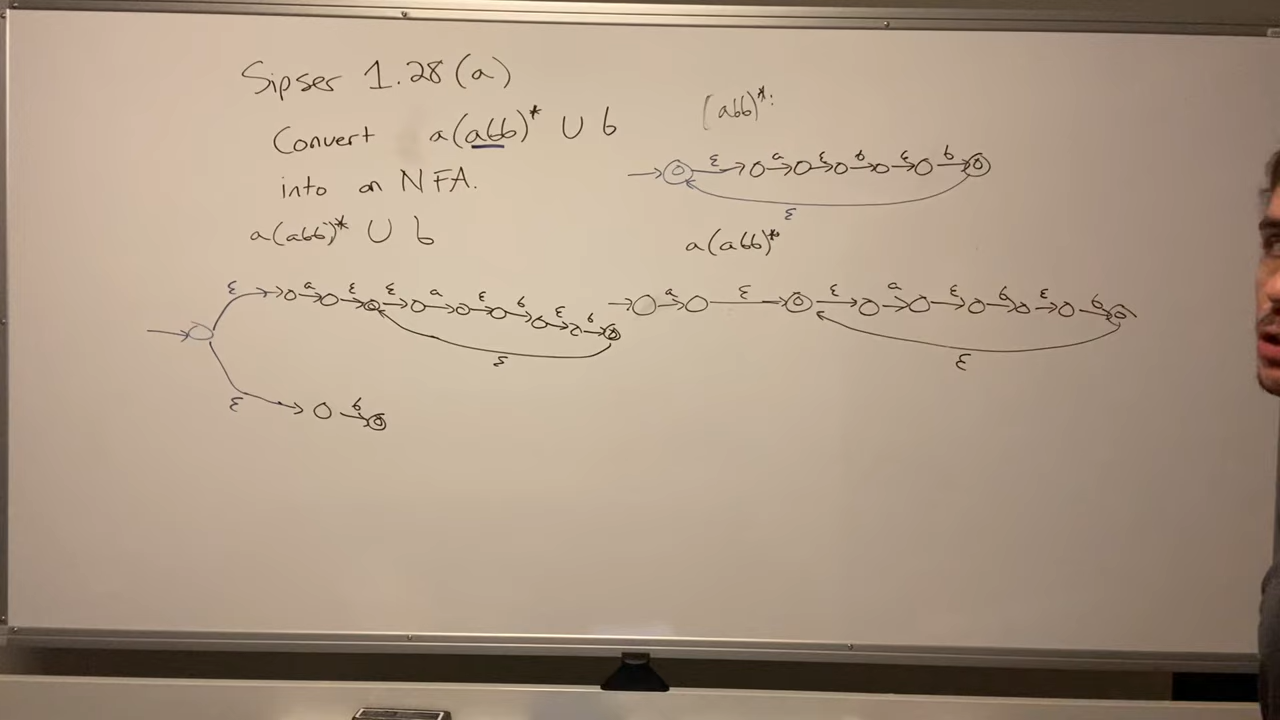 Sipser 1.28(a)
Convert a(abb)* ∪ b
into an NFA.
a(abb)* ∪ b
ε a ε ε a ε b ε b
ε
ε b
(abb)*:
ε a ε b ε b
ε
a(abb)*
a ε ε a ε b ε b
ε